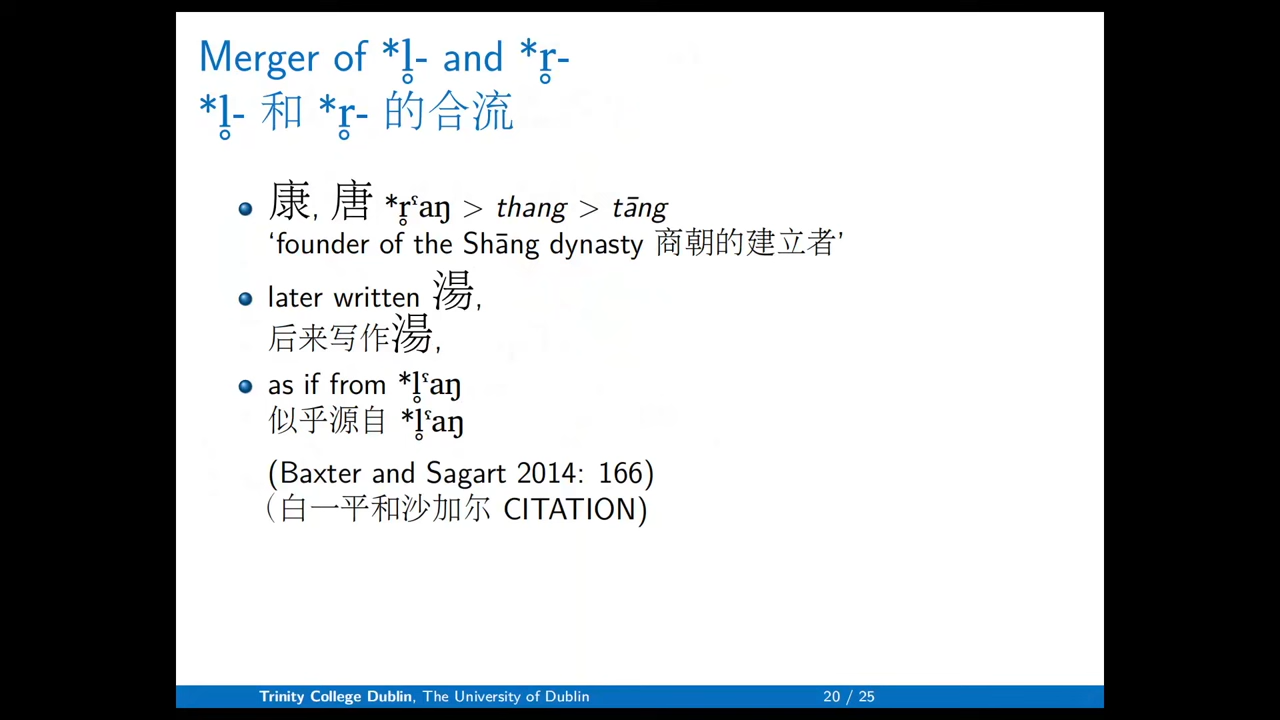 Merger of *l̥- and *r̥-
*l̥- 和 *r̥- 的合流
康, 唐 *r̥ˤaŋ > thang > tāng
‘founder of the Shāng dynasty 商朝的建立者’
later written 湯,
后来写作湯,
as if from *l̥ˤaŋ
似乎源自 *l̥ˤaŋ
(Baxter and Sagart 2014: 166)
(白一平和沙加尔 CITATION)
Trinity College Dublin, The University of Dublin
20 / 25